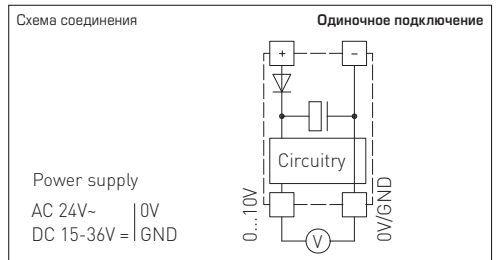 Схема соединения
Одиночное подключение
+ −
Circuitry
Power supply
AC 24V~ 0V
DC 15-36V = GND
0...10V
0V/GND
V